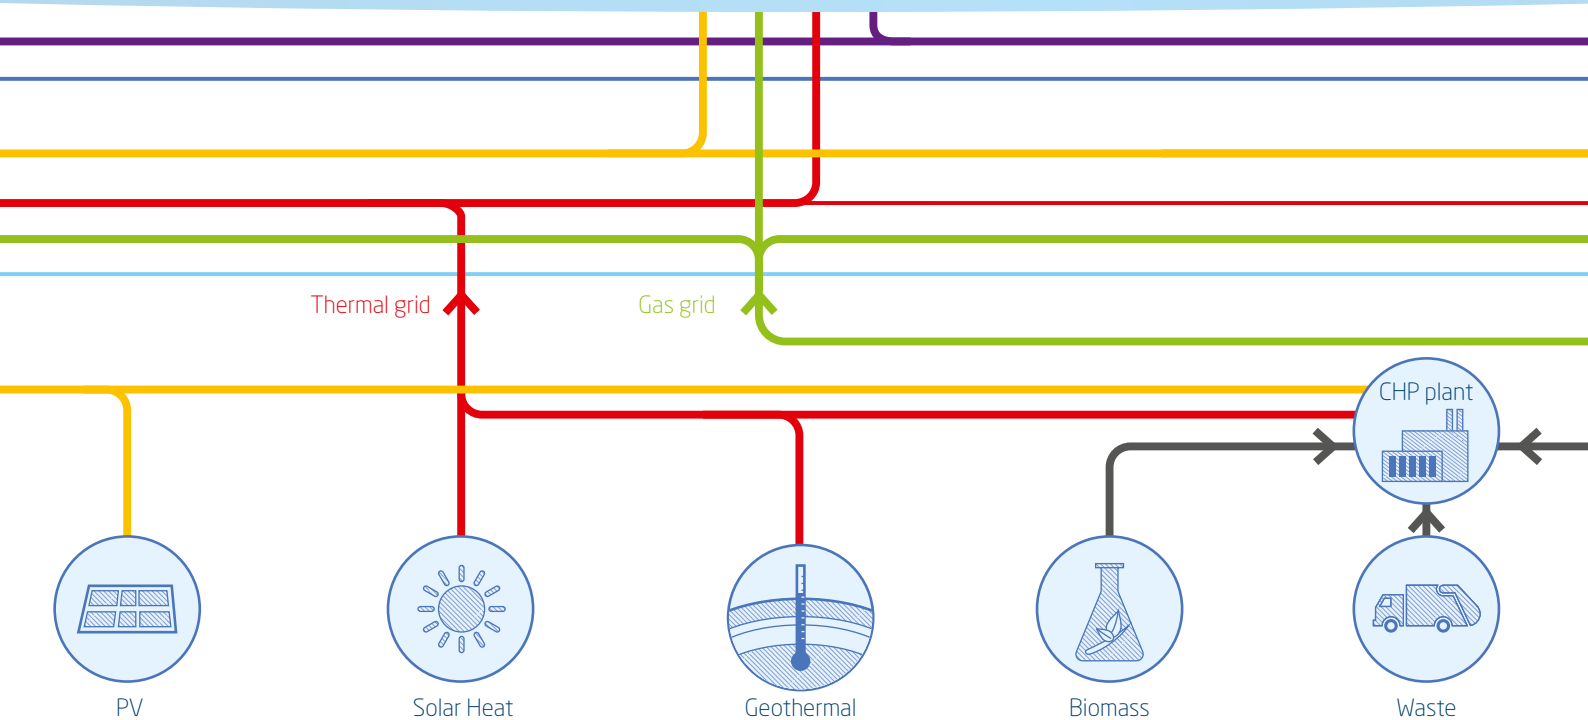 Thermal grid
Gas grid
CHP plant
PV
Solar Heat
Geothermal
Biomass
Waste